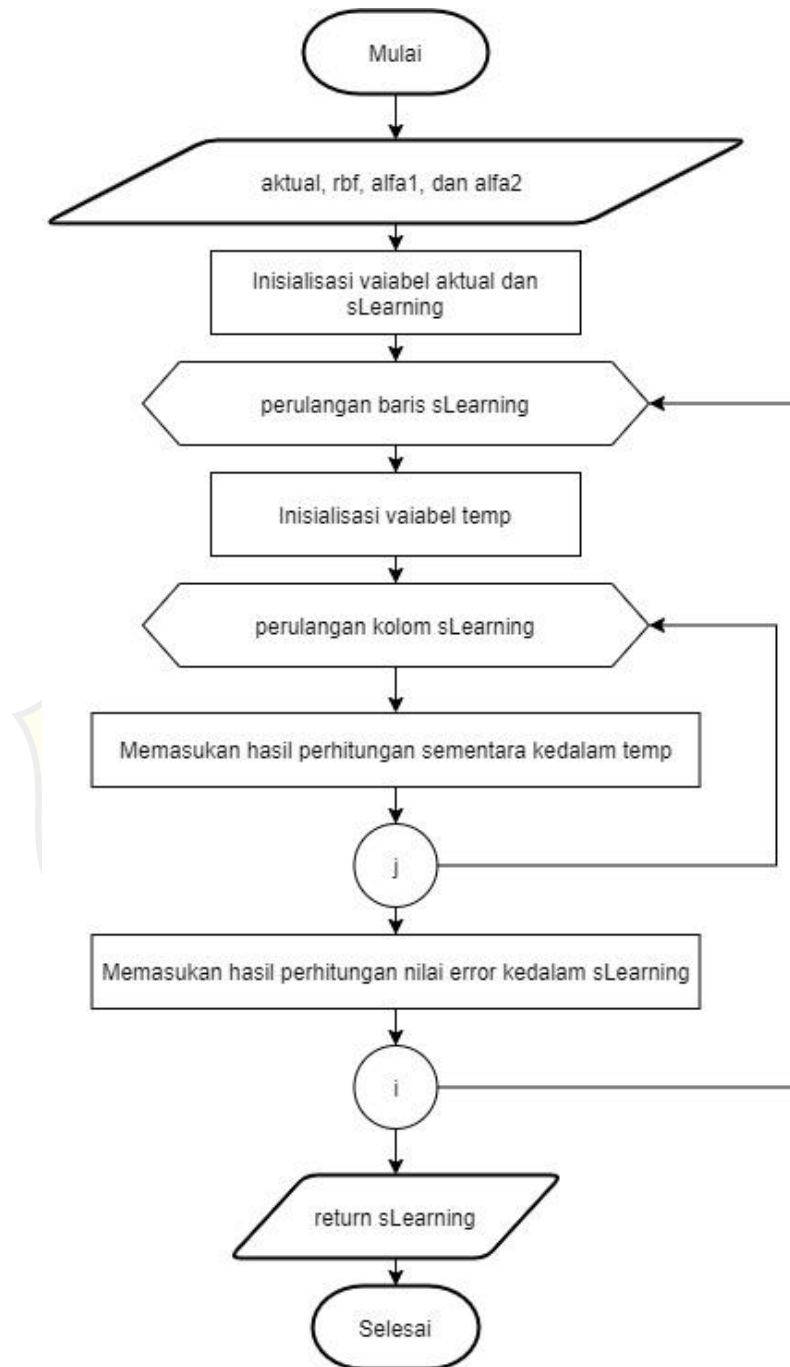 Mulai
aktual, rbf, alfa1, dan alfa2
Inisialisasi vaiabel aktual dan
sLearning
perulangan baris sLearning
Inisialisasi vaiabel temp
perulangan kolom sLearning
Memasukan hasil perhitungan sementara kedalam temp
j
Memasukan hasil perhitungan nilai error kedalam sLearning
i
return sLearning
Selesai